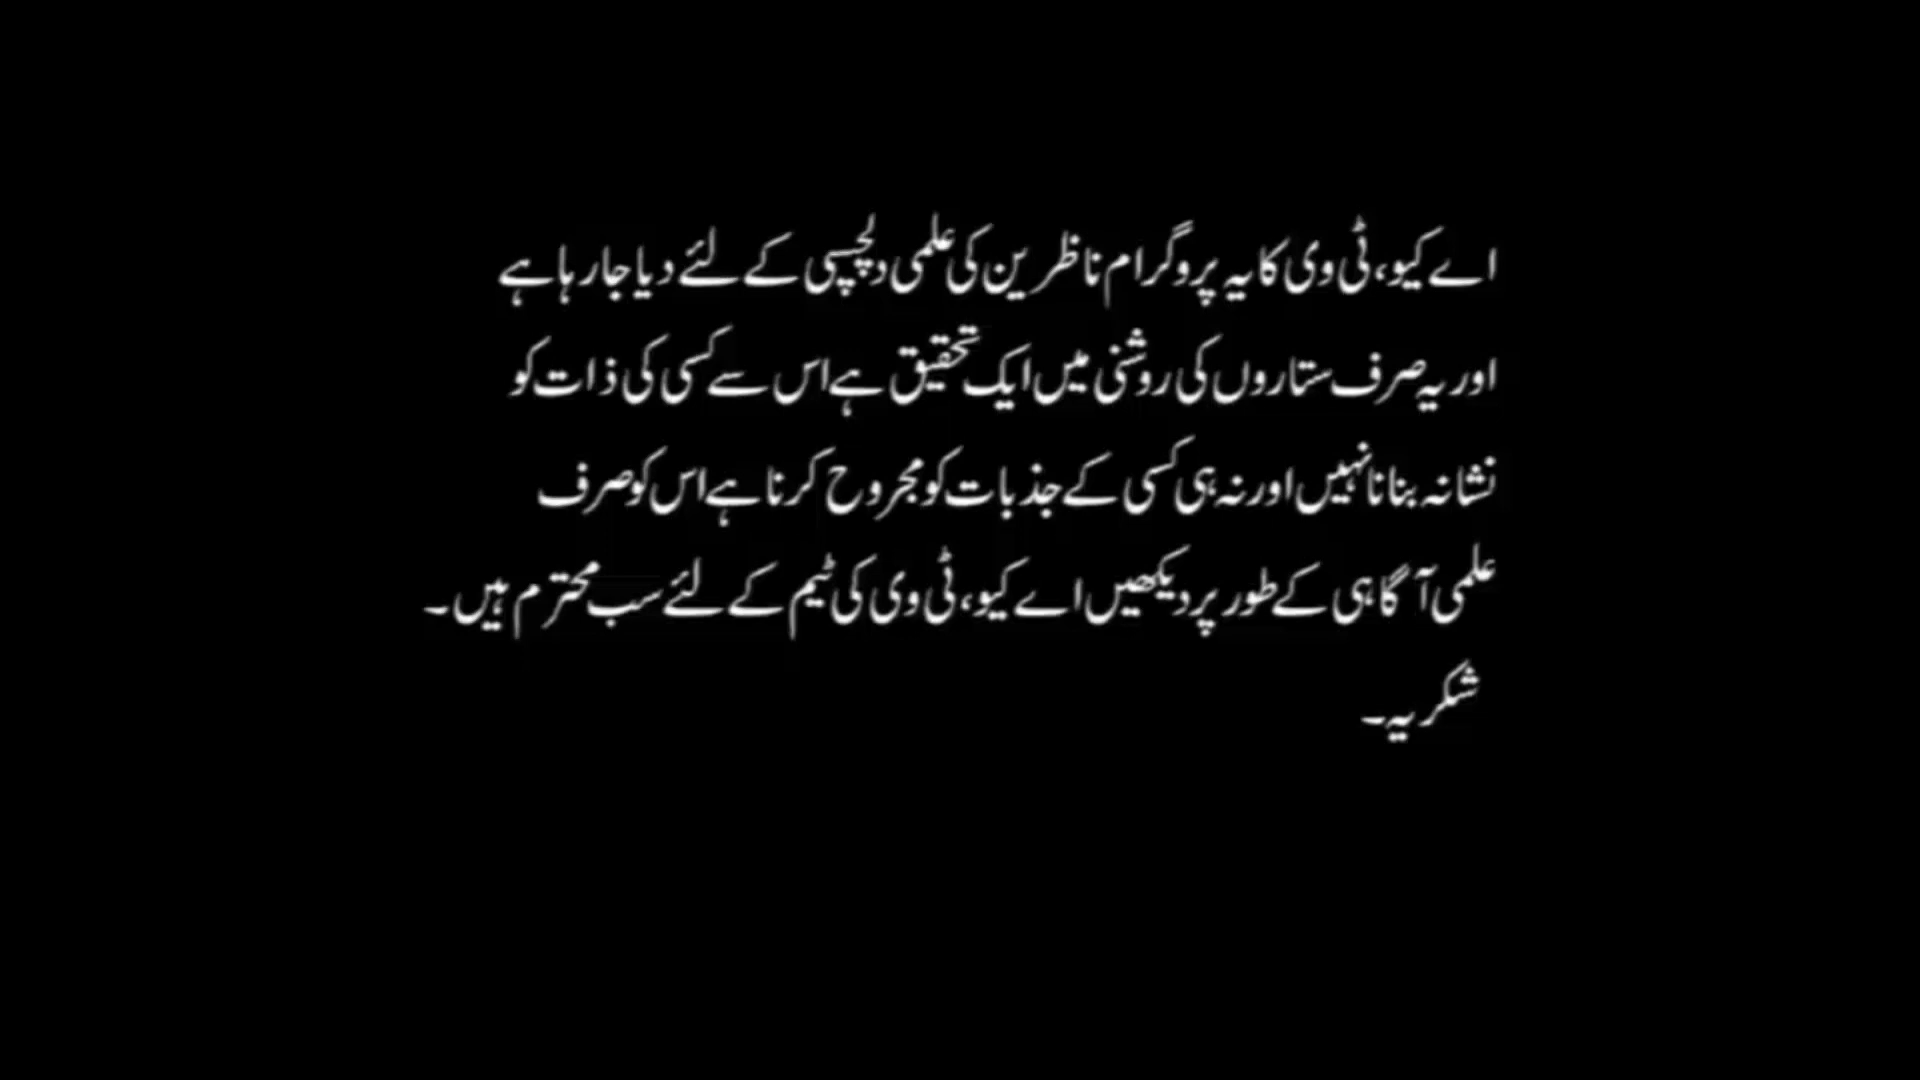 اے کیو، ٹی وی کا یہ پروگرام ناظرین کی علمی دلچسپی کے لئے دیا جا رہا ہے
اور یہ صرف ستاروں کی روشنی میں ایک تحقیق ہے اس سے کسی کی ذات کو
نشانہ بنانا نہیں اور نہ ہی کسی کے جذبات کو مجروح کرنا ہے اس کو صرف
علمی آگاہی کے طور پر دیکھیں اے کیو، ٹی وی کی ٹیم کے لئے سب محترم ہیں۔
شکریہ۔